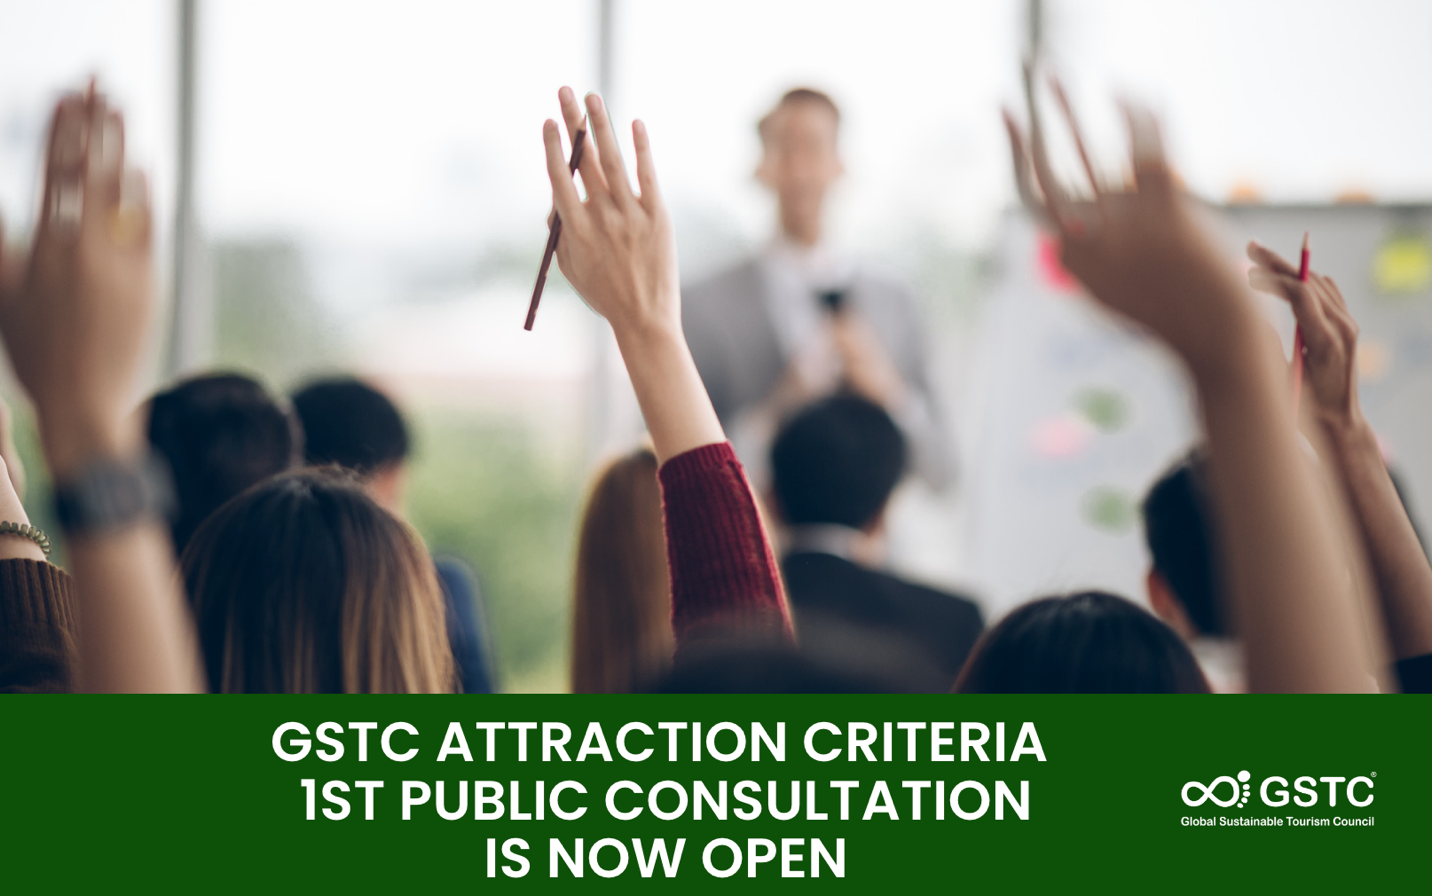 GSTC ATTRACTION CRITERIA
1ST PUBLIC CONSULTATION
IS NOW OPEN
GSTC®
Global Sustainable Tourism Council